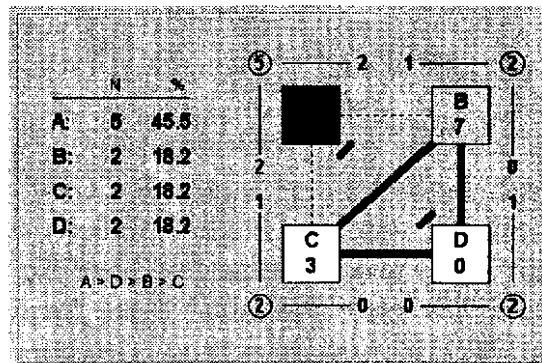 N %
A: 5 45.5
B: 2 18.2
C: 2 18.2
D: 2 18.2
A > D > B > C
5 2 1 2
B
7
2 0
1 1
C D
3 0
2 0 0 2